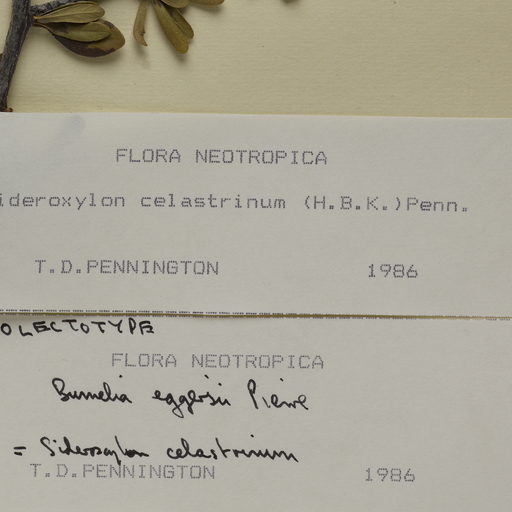 FLORA NEOTROPICA
ideroxylon celastrinum (H.B.K.)Penn.
T.D.PENNINGTON 1986
OLECTOTYPE
FLORA NEOTROPICA
Bumelia eggersii Pierre
= Sideroxylon celastrinum
T.D.PENNINGTON 1986